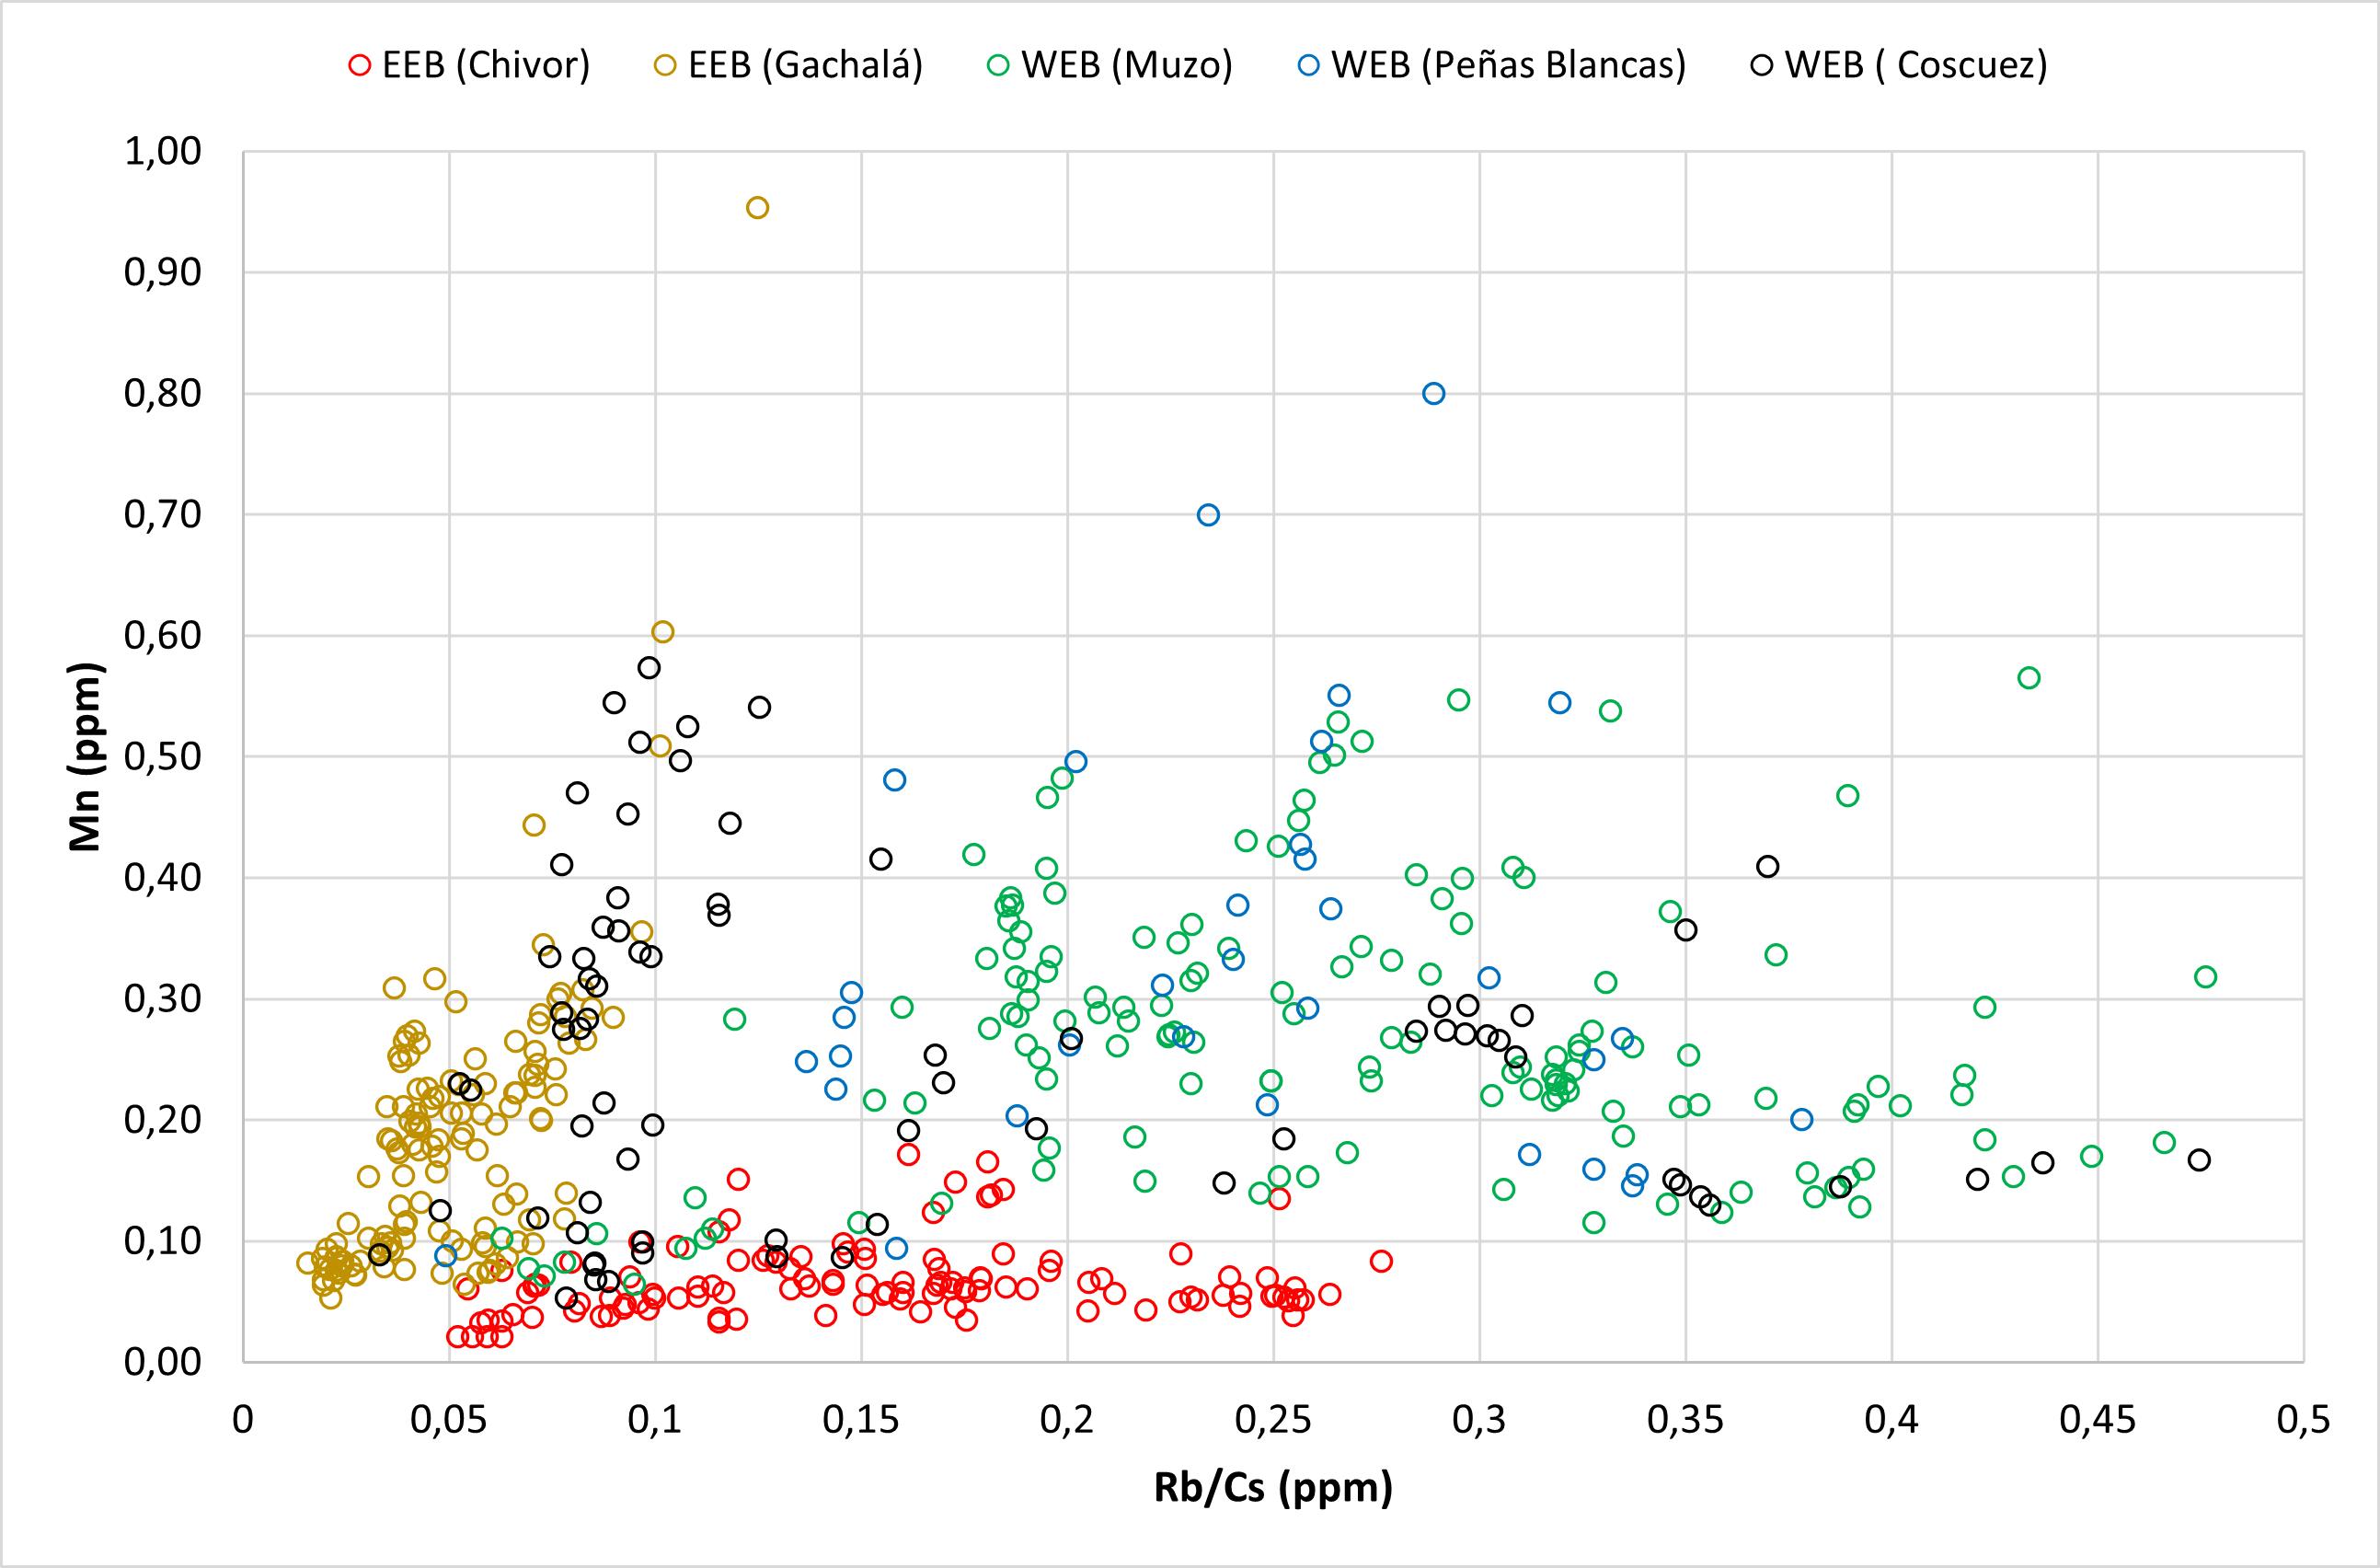 EEB (Chivor) EEB (Gachalá) WEB (Muzo) WEB (Peñas Blancas) WEB ( Coscuez)
1,00
0,90
0,80
0,70
0,60
0,50
0,40
0,30
0,20
0,10
0,00
Mn (ppm)
0 0,05 0,1 0,15 0,2 0,25 0,3 0,35 0,4 0,45 0,5
Rb/Cs (ppm)